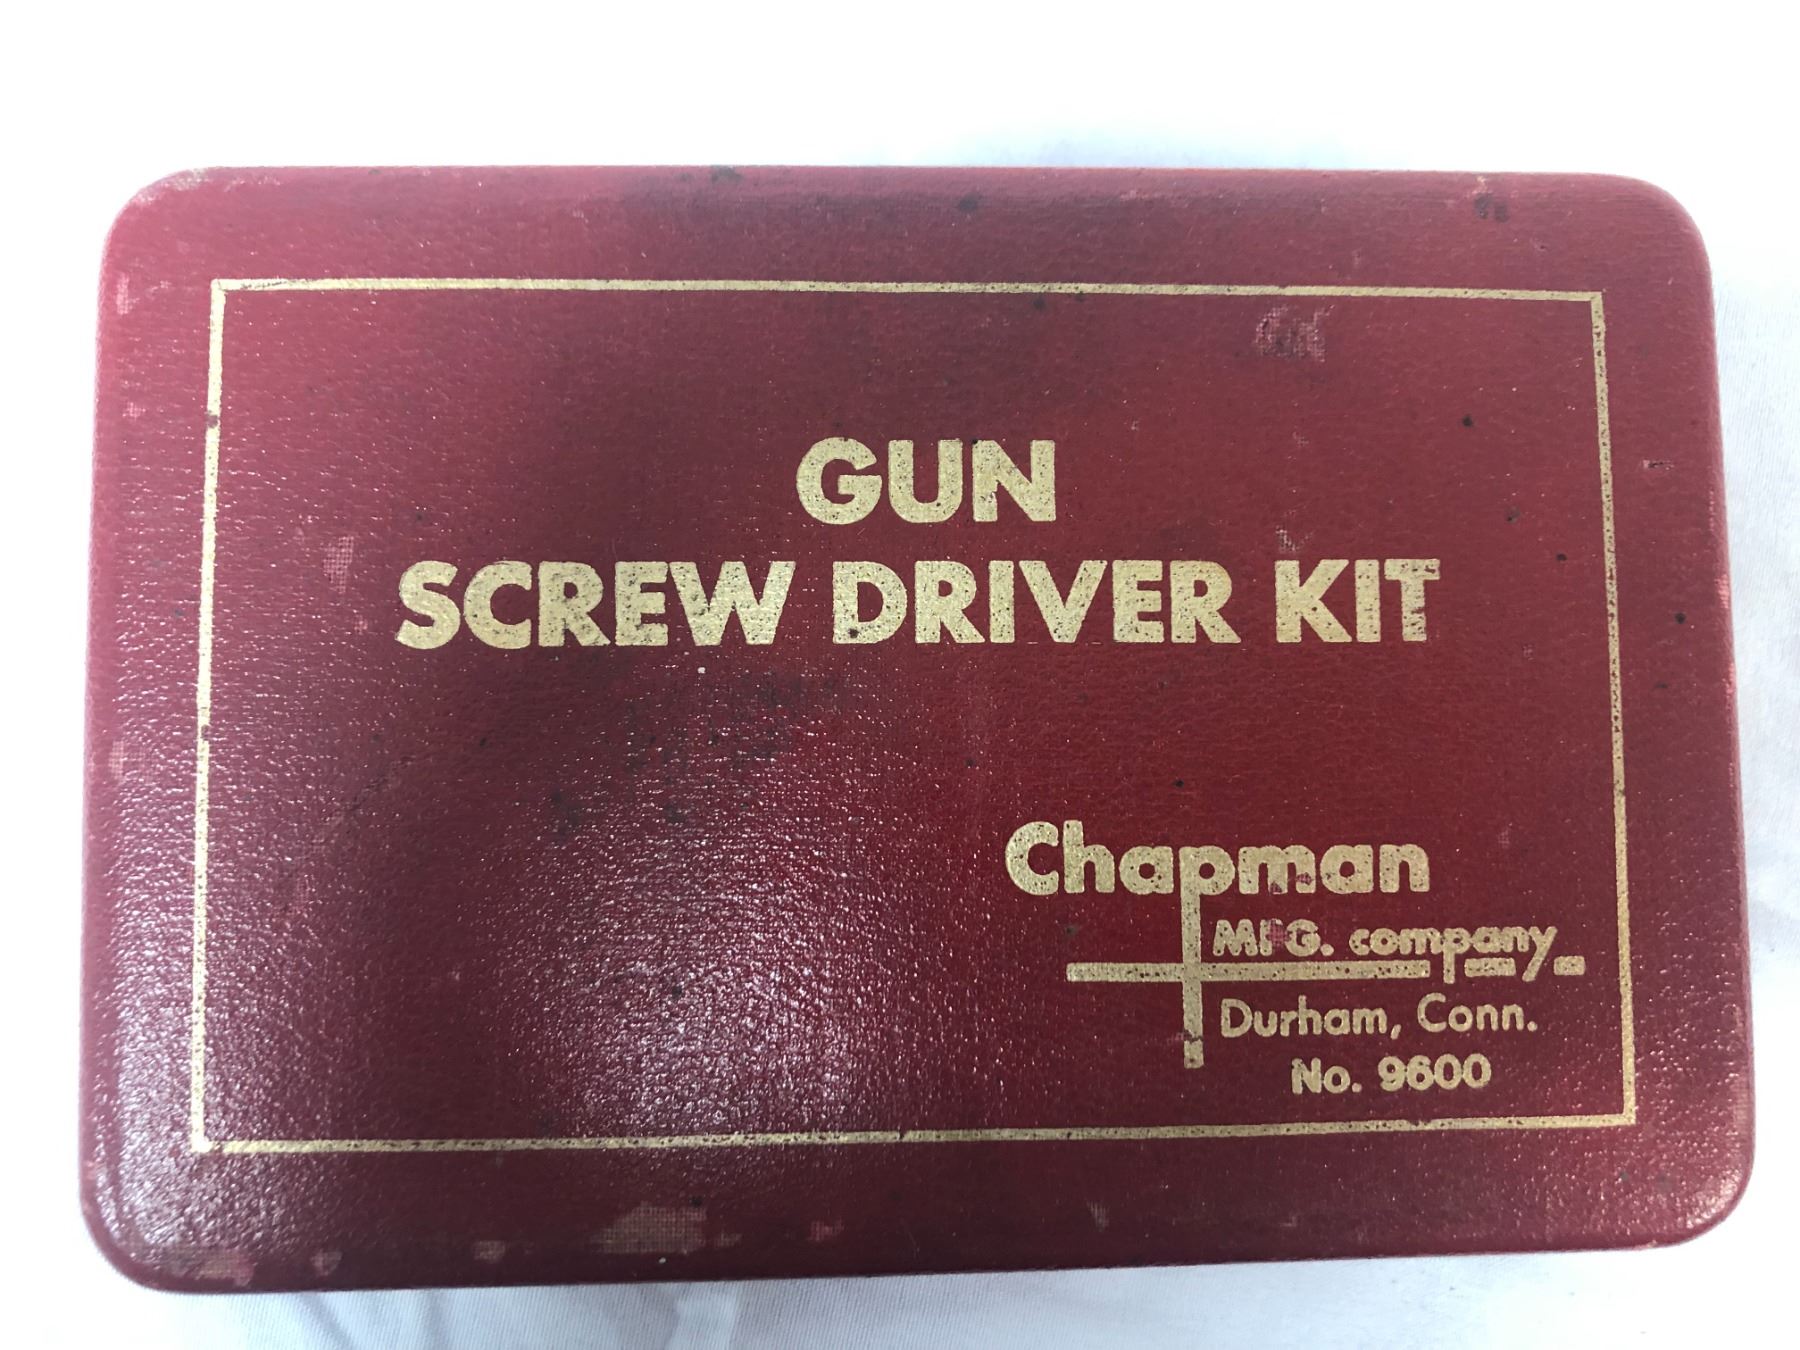 GUN
SCREW DRIVER KIT
Chapman
MFG. company
Durham, Conn.
No. 9600